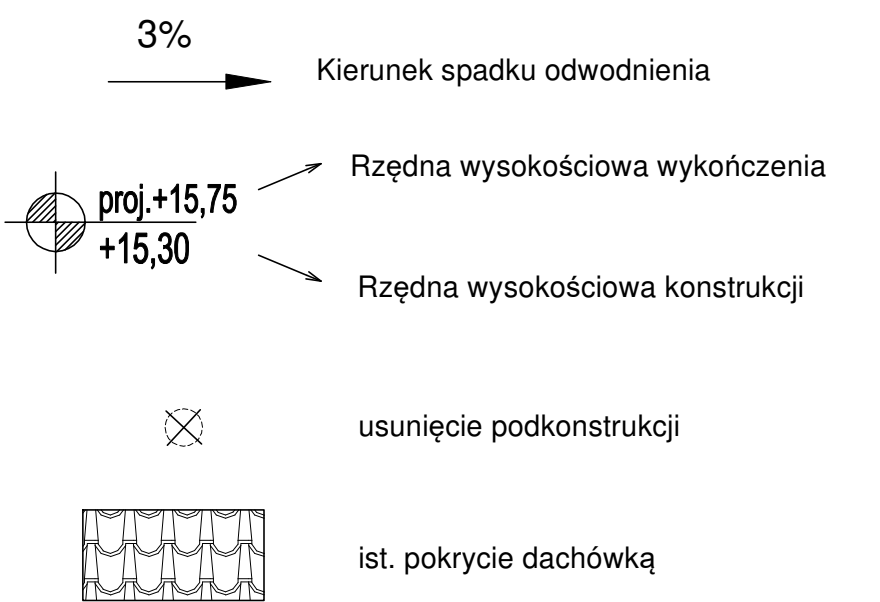 3%
Kierunek spadku odwodnienia
Rzędna wysokościowa wykończenia
proj.+15,75
+15,30
Rzędna wysokościowa konstrukcji
usunięcie podkonstrukcji
ist. pokrycie dachówką